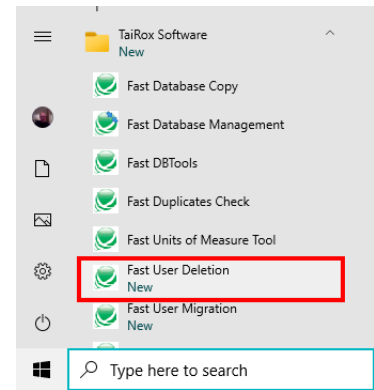 TaiRox Software
New
Fast Database Copy
Fast Database Management
Fast DBTools
Fast Duplicates Check
Fast Units of Measure Tool
Fast User Deletion
New
Fast User Migration
New
Type here to search